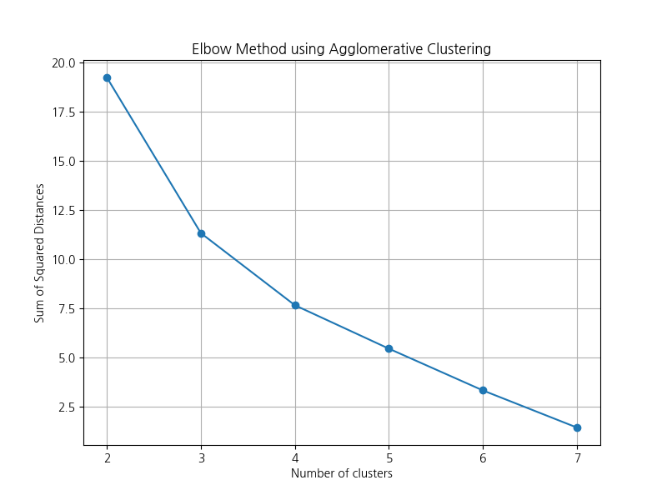 Elbow Method using Agglomerative Clustering
20.0
17.5
15.0
12.5
10.0
7.5
5.0
2.5
Sum of Squared Distances
2 3 4 5 6 7
Number of clusters